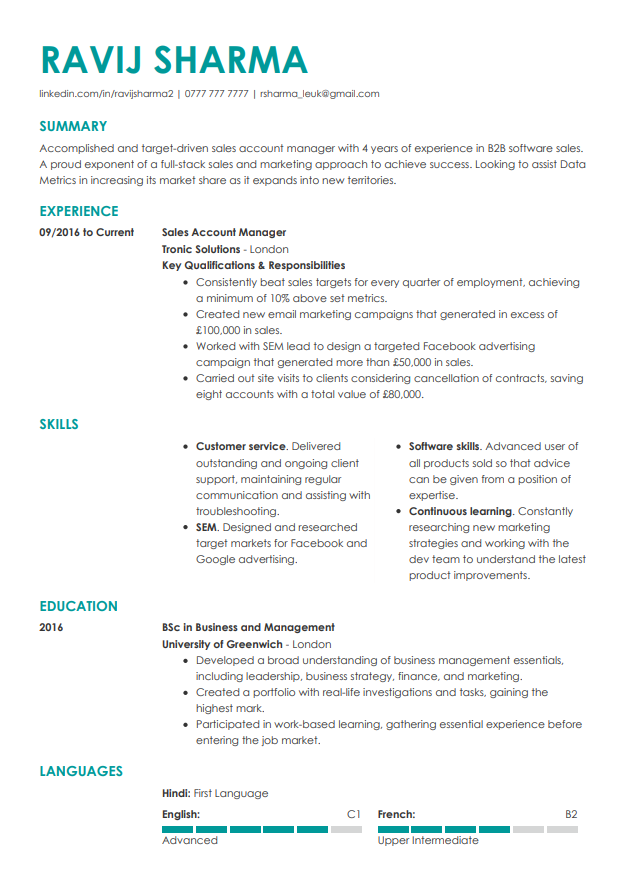 RAVIJ SHARMA
linkedin.com/in/ravijsharma2 | 0777 777 7777 | rsharma_leuk@gmail.com
SUMMARY
Accomplished and target-driven sales account manager with 4 years of experience in B2B software sales.
A proud exponent of a full-stack sales and marketing approach to achieve success. Looking to assist Data
Metrics in increasing its market share as it expands into new territories.
EXPERIENCE
09/2016 to Current
Sales Account Manager
Tronic Solutions - London
Key Qualifications & Responsibilities
• Consistently beat sales targets for every quarter of employment, achieving
a minimum of 10% above set metrics.
• Created new email marketing campaigns that generated in excess of
£100,000 in sales.
• Worked with SEM lead to design a targeted Facebook advertising
campaign that generated more than £50,000 in sales.
• Carried out site visits to clients considering cancellation of contracts, saving
eight accounts with a total value of £80,000.
SKILLS
• Customer service. Delivered
outstanding and ongoing client
support, maintaining regular
communication and assisting with
troubleshooting.
• SEM. Designed and researched
target markets for Facebook and
Google advertising.
• Software skills. Advanced user of
all products sold so that advice
can be given from a position of
expertise.
• Continuous learning. Constantly
researching new marketing
strategies and working with the
dev team to understand the latest
product improvements.
EDUCATION
2016
BSc in Business and Management
University of Greenwich - London
• Developed a broad understanding of business management essentials,
including leadership, business strategy, finance, and marketing.
• Created a portfolio with real-life investigations and tasks, gaining the
highest mark.
• Participated in work-based learning, gathering essential experience before
entering the job market.
LANGUAGES
Hindi: First Language
English: C1
Advanced
French: B2
Upper Intermediate